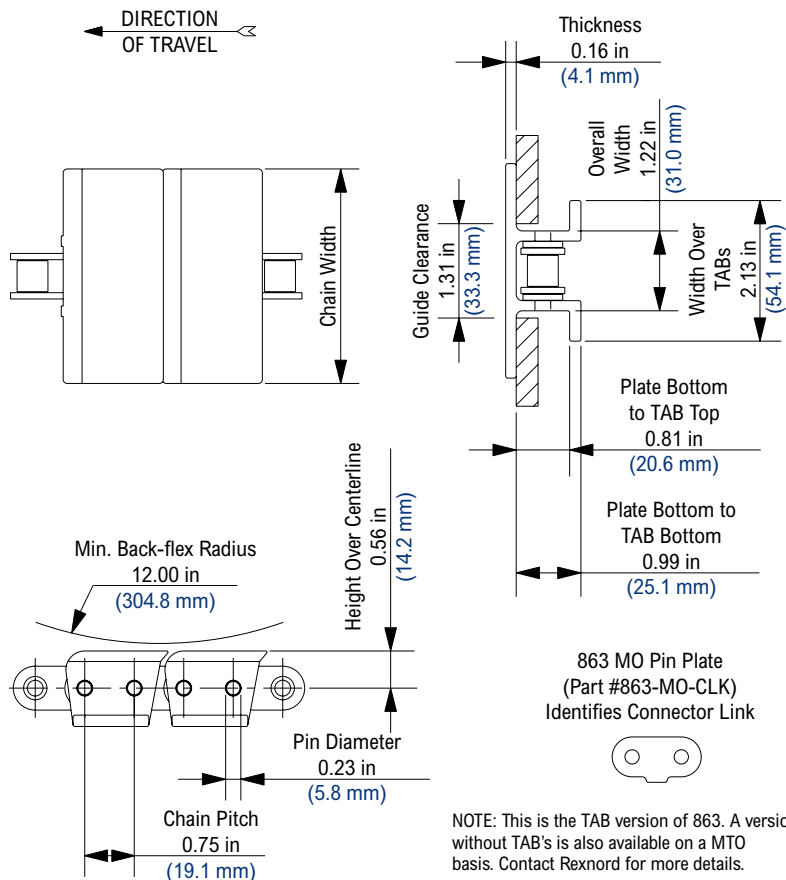 DIRECTION
OF TRAVEL
Thickness
0.16 in
(4.1 mm)
Overall
Width
1.22 in
(31.0 mm)
Chain Width
Guide Clearance
1.31 in
(33.3 mm)
Width Over
TABs
2.13 in
(54.1 mm)
Plate Bottom
to TAB Top
0.81 in
(20.6 mm)
Plate Bottom to
TAB Bottom
0.99 in
(25.1 mm)
Height Over Centerline
0.56 in
(14.2 mm)
Min. Back-flex Radius
12.00 in
(304.8 mm)
Pin Diameter
0.23 in
(5.8 mm)
Chain Pitch
0.75 in
(19.1 mm)
863 MO Pin Plate
(Part #863-MO-CLK)
Identifies Connector Link
NOTE: This is the TAB version of 863. A versio
without TAB's is also available on a MTO
basis. Contact Rexnord for more details.